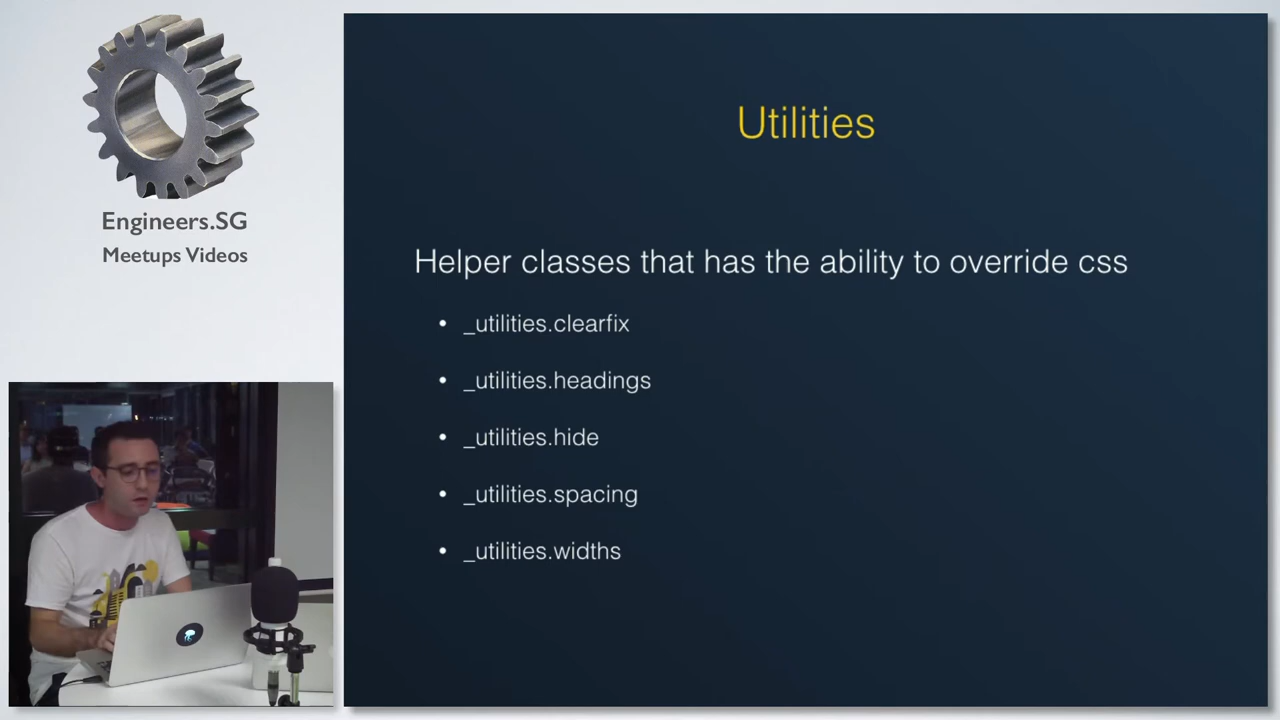 Engineers.SG
Meetups Videos
Utilities
Helper classes that has the ability to override css
• _utilities.clearfix
• _utilities.headings
• _utilities.hide
• _utilities.spacing
• _utilities.widths